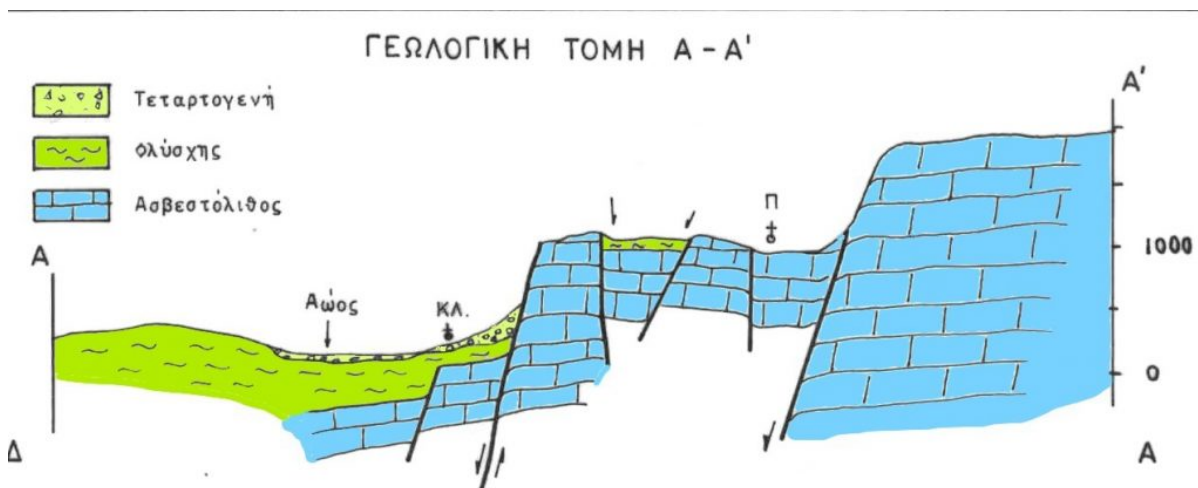 ΓΕΩΛΟΓΙΚΗ ΤΟΜΗ Α - Α'
Τεταρτογενή
Φλύσχης
Ασβεστόλιθος
Α
Α'
Αώος
ΚΛ.
Π
1000
0
Δ
Α